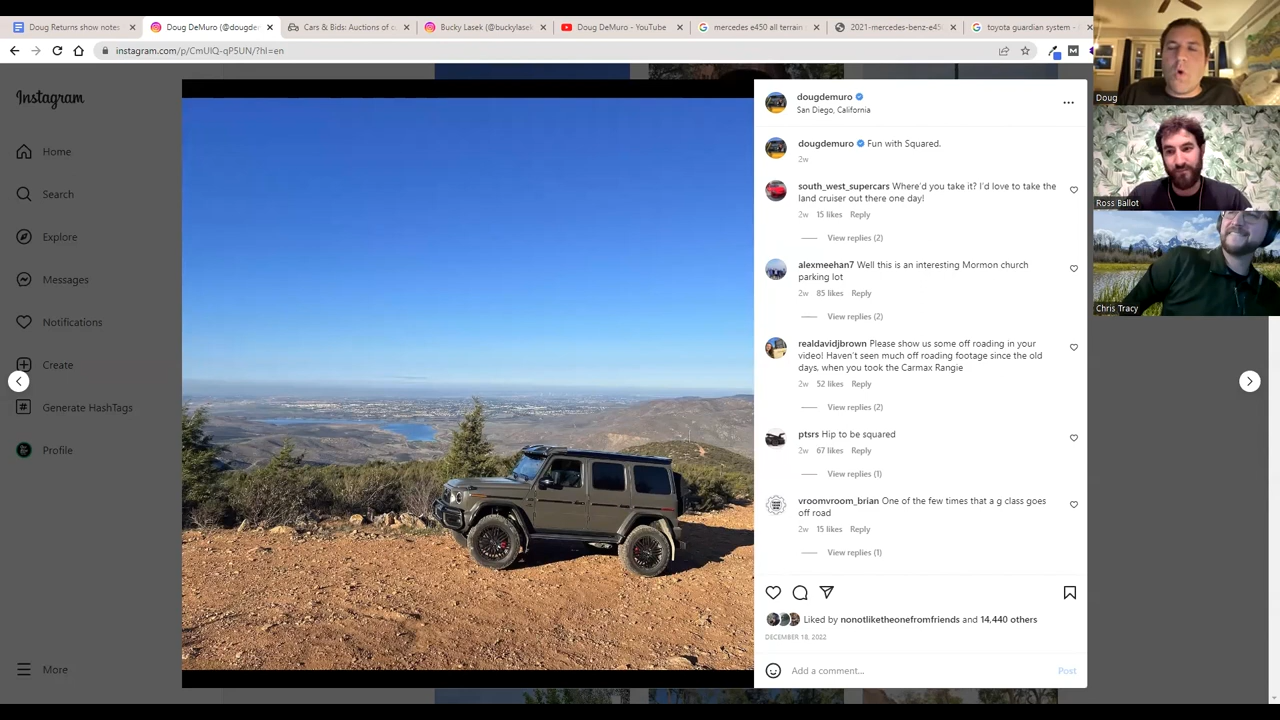 Doug Returns show notes
Doug DeMuro (@dougdemu
Cars & Bids: Auctions of c
Bucky Lasek (@buckylasek
Doug DeMuro - YouTube
mercedes e450 all terrain
2021-mercedes-benz-e45
toyota guardian system -
instagram.com/p/CmUlQ-qP5UN/?hl=en
Instagram
Home
Search
Explore
Messages
Notifications
Create
Generate HashTags
Profile
More
dougdemuro
San Diego, California
dougdemuro Fun with Squared.
2w
south_west_supercars Where'd you take it? I'd love to take the
land cruiser out there one day!
2w 15 likes Reply
View replies (2)
alexmeehan7 Well this is an interesting Mormon church
parking lot
2w 85 likes Reply
View replies (2)
realdavidjbrown Please show us some off roading in your
video! Haven't seen much off roading footage since the old
days, when you took the Carmax Rangie
2w 52 likes Reply
View replies (2)
ptsrs Hip to be squared
2w 67 likes Reply
View replies (1)
vroomvroom_brian One of the few times that a g class goes
off road
2w 15 likes Reply
View replies (1)
Liked by nonotliketheonefromfriends and 14,440 others
DECEMBER 18, 2022
Add a comment...
Post
Doug
Ross Ballot
Chris Tracy